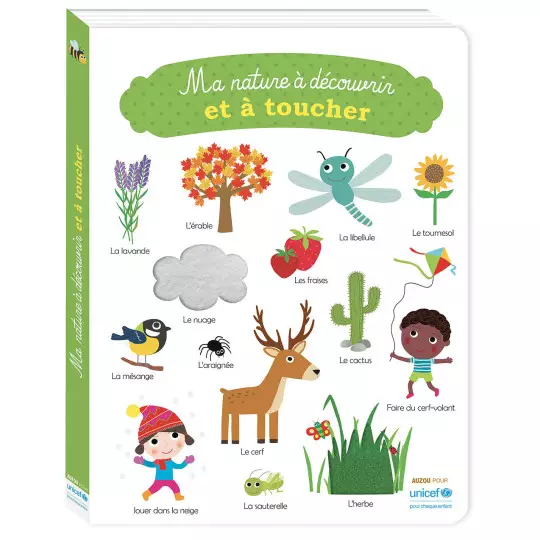 Ma nature à découvrir
et à toucher
Ma nature à découvrir et à toucher
La lavande
L'érable
La libellule
Le tournesol
Les fraises
Le nuage
La mésange
L'araignée
Le cactus
Faire du cerf-volant
Le cerf
Jouer dans la neige
La sauterelle
L'herbe
AUZOU POUR
unicef
pour chaque enfant
unicef